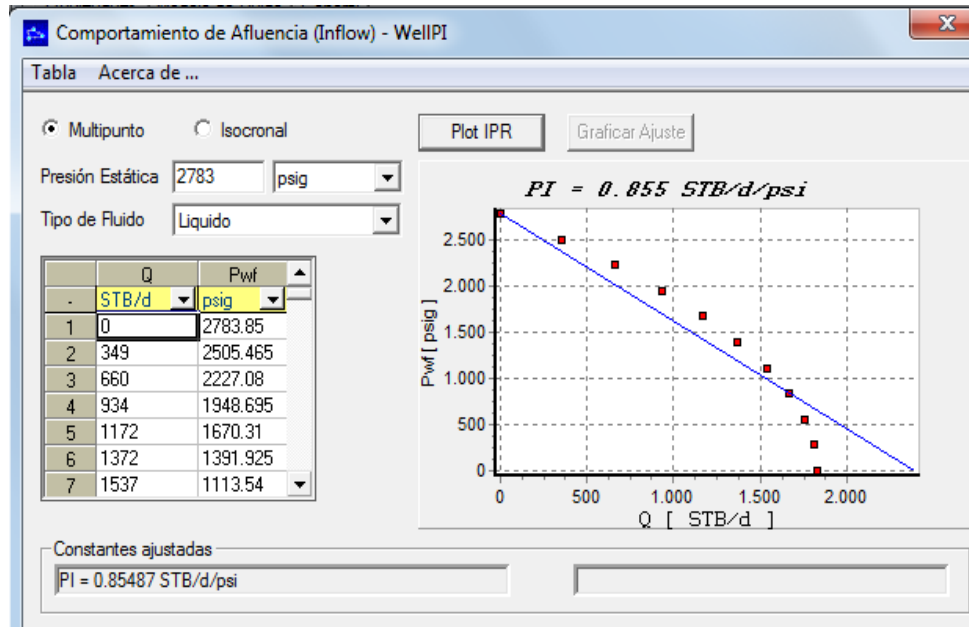 Comportamiento de Afluencia (Inflow) - WellPI
Tabla Acerca de ...
Multipunto Isocronal Plot IPR Graficar Ajuste
Presión Estática 2783 psig
Tipo de Fluido Liquido
Q Pwf
- STB/d psig
1 0 2783.85
2 349 2505.465
3 660 2227.08
4 934 1948.695
5 1172 1670.31
6 1372 1391.925
7 1537 1113.54
PI = 0.855 STB/d/psi
Pwf [ psig ]
2.500
2.000
1.500
1.000
500
0
0 500 1.000 1.500 2.000
Q [ STB/d ]
Constantes ajustadas
PI = 0.85487 STB/d/psi